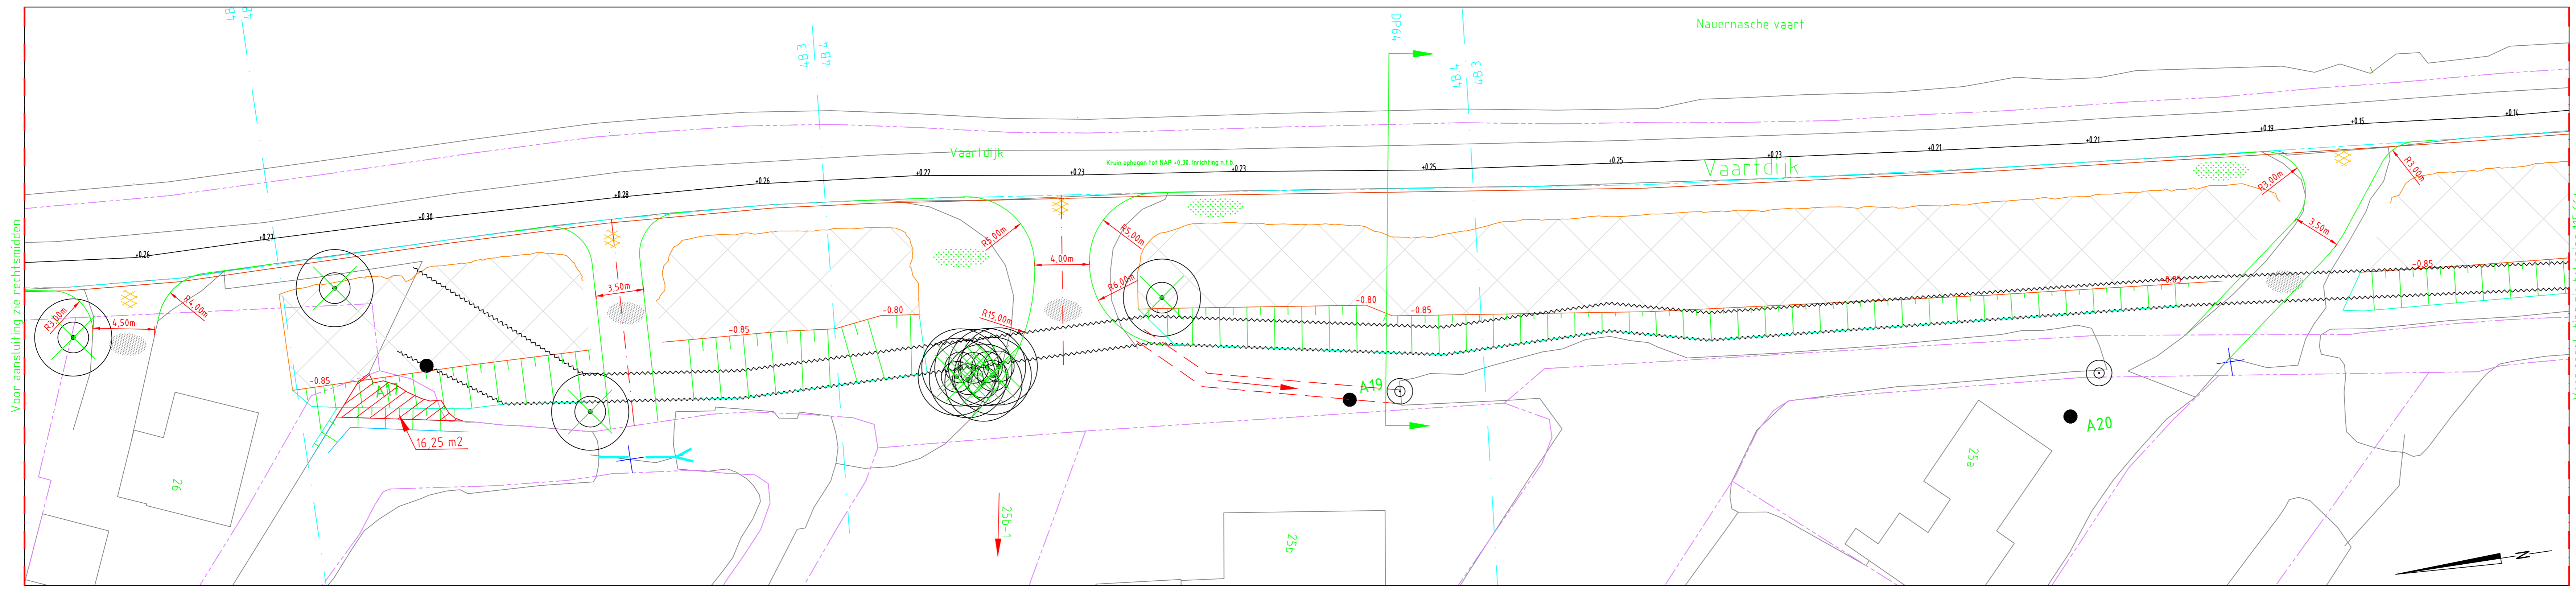 4B.3
4B.4
DP64
4B.4
4B.3
Nauernasche vaart
Vaartdijk
Kruin ophogen tot NAP +0.30 Inrichting n.t.b.
Vaartdijk
+0.26
+0.27
+0.30
+0.28
+0.26
+0.27
+0.23
+0.23
+0.25
+0.25
+0.23
+0.21
+0.21
+0.19
+0.15
+0.14
Voor aansluiting zie rechtsmidden
R3,00m
4,50m
R4,00m
3,50m
R5,00m
4,00m
R5,00m
R6,00m
R15,00m
R3,00m
3,50m
R3,00m
-0.85
-0.85
-0.80
-0.80
-0.85
-0.85
-0.85
16,25 m2
A19
A20
26
25b-1
25b
25a
N